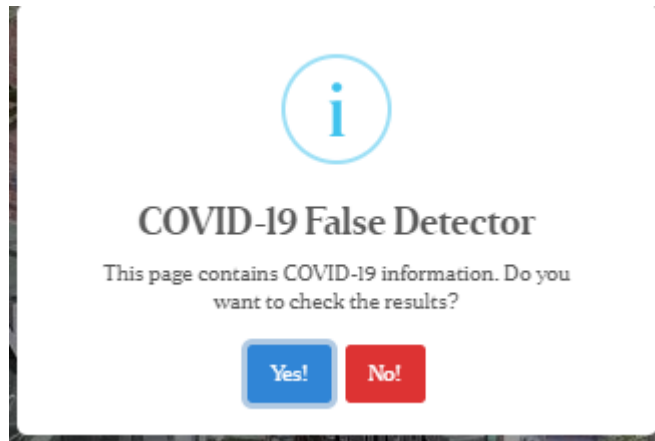 i
COVID-19 False Detector
This page contains COVID-19 information. Do you
want to check the results?
Yes! No!